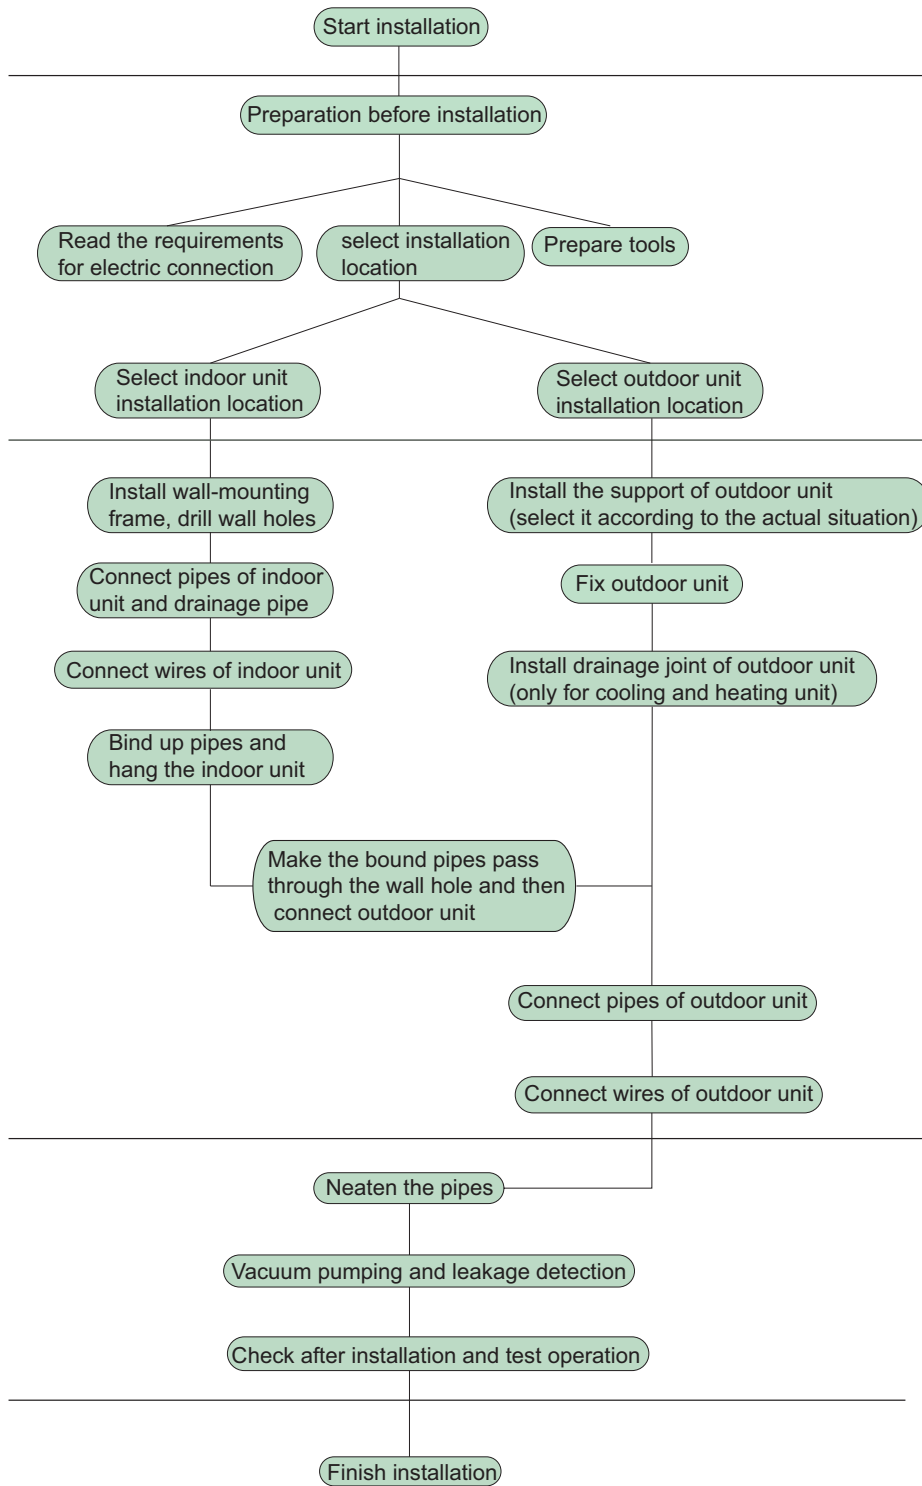 Start installation
Preparation before installation
Read the requirements
for electric connection
select installation
location
Prepare tools
Select indoor unit
installation location
Select outdoor unit
installation location
Install wall-mounting
frame, drill wall holes
Install the support of outdoor unit
(select it according to the actual situation)
Connect pipes of indoor
unit and drainage pipe
Fix outdoor unit
Connect wires of indoor unit
Install drainage joint of outdoor unit
(only for cooling and heating unit)
Bind up pipes and
hang the indoor unit
Make the bound pipes pass
through the wall hole and then
connect outdoor unit
Connect pipes of outdoor unit
Connect wires of outdoor unit
Neaten the pipes
Vacuum pumping and leakage detection
Check after installation and test operation
Finish installation